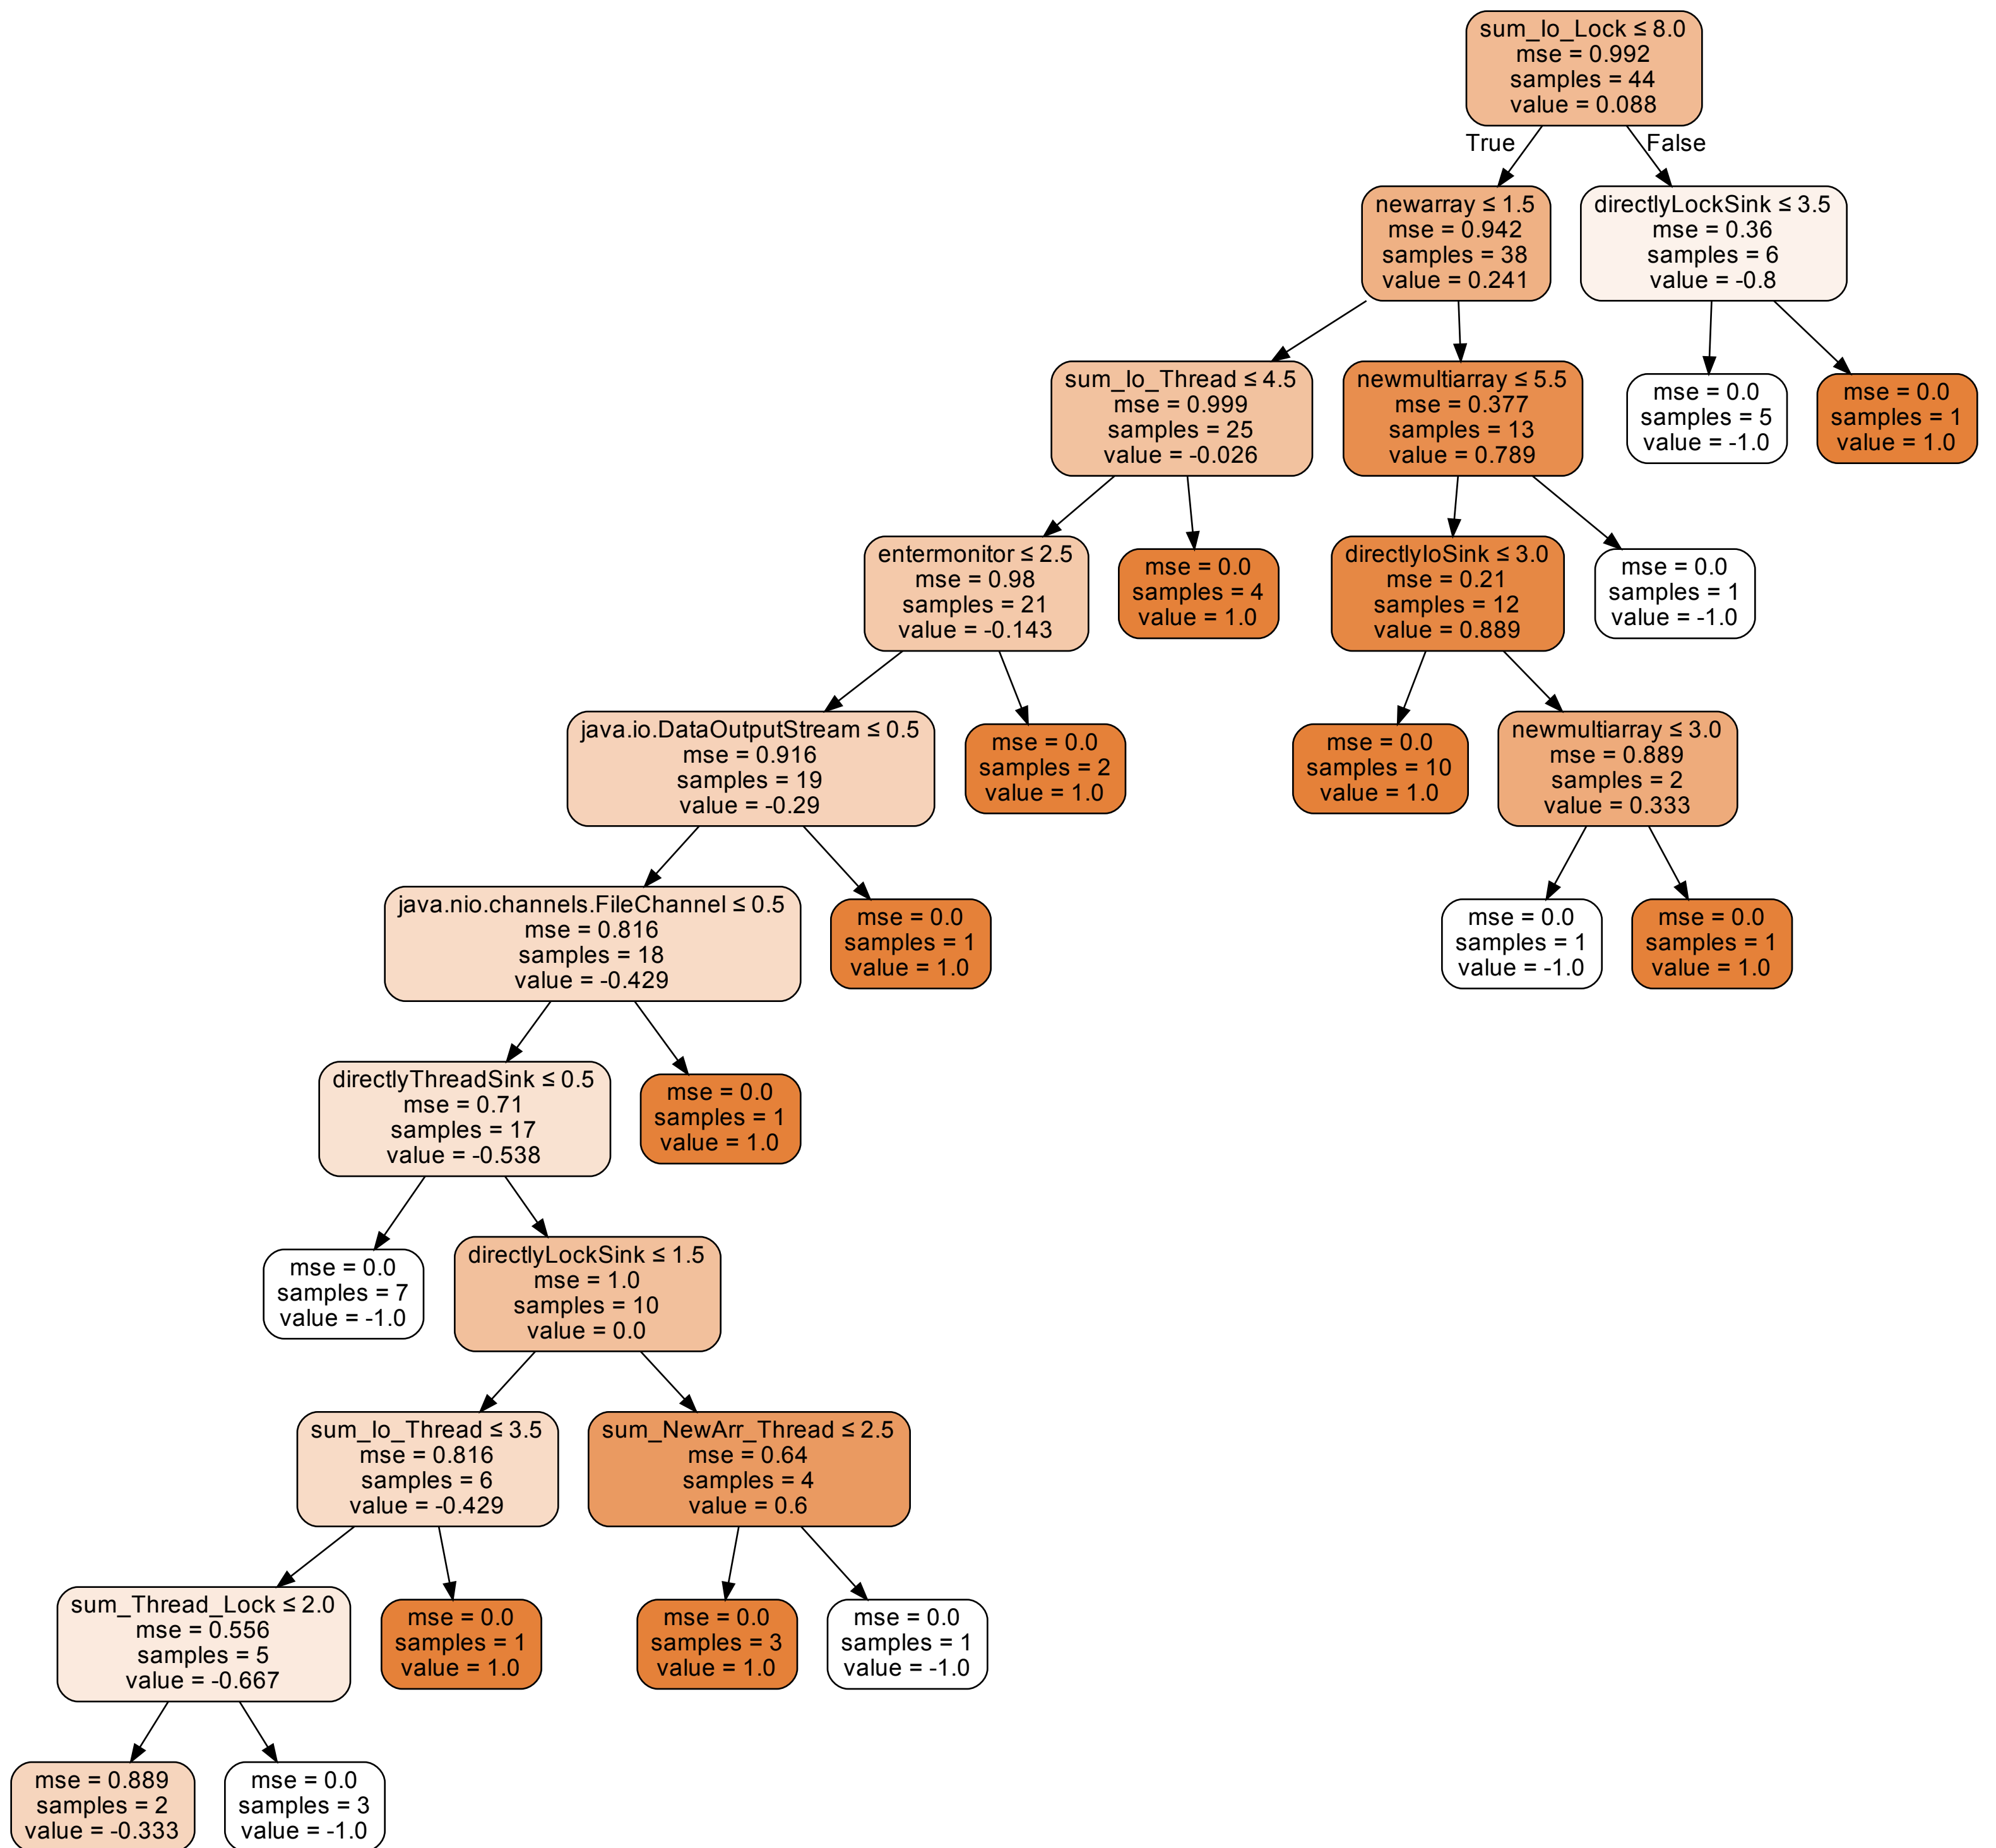 sum_Io_Lock ≤ 8.0
mse = 0.992
samples = 44
value = 0.088
True
False
newarray ≤ 1.5
mse = 0.942
samples = 38
value = 0.241
directlyLockSink ≤ 3.5
mse = 0.36
samples = 6
value = -0.8
sum_Io_Thread ≤ 4.5
mse = 0.999
samples = 25
value = -0.026
newmultiarray ≤ 5.5
mse = 0.377
samples = 13
value = 0.789
mse = 0.0
samples = 5
value = -1.0
mse = 0.0
samples = 1
value = 1.0
entermonitor ≤ 2.5
mse = 0.98
samples = 21
value = -0.143
mse = 0.0
samples = 4
value = 1.0
directlyIoSink ≤ 3.0
mse = 0.21
samples = 12
value = 0.889
mse = 0.0
samples = 1
value = -1.0
java.io.DataOutputStream ≤ 0.5
mse = 0.916
samples = 19
value = -0.29
mse = 0.0
samples = 2
value = 1.0
mse = 0.0
samples = 10
value = 1.0
newmultiarray ≤ 3.0
mse = 0.889
samples = 2
value = 0.333
java.nio.channels.FileChannel ≤ 0.5
mse = 0.816
samples = 18
value = -0.429
mse = 0.0
samples = 1
value = 1.0
mse = 0.0
samples = 1
value = -1.0
mse = 0.0
samples = 1
value = 1.0
directlyThreadSink ≤ 0.5
mse = 0.71
samples = 17
value = -0.538
mse = 0.0
samples = 1
value = 1.0
mse = 0.0
samples = 7
value = -1.0
directlyLockSink ≤ 1.5
mse = 1.0
samples = 10
value = 0.0
sum_Io_Thread ≤ 3.5
mse = 0.816
samples = 6
value = -0.429
sum_NewArr_Thread ≤ 2.5
mse = 0.64
samples = 4
value = 0.6
sum_Thread_Lock ≤ 2.0
mse = 0.556
samples = 5
value = -0.667
mse = 0.0
samples = 1
value = 1.0
mse = 0.0
samples = 3
value = 1.0
mse = 0.0
samples = 1
value = -1.0
mse = 0.889
samples = 2
value = -0.333
mse = 0.0
samples = 3
value = -1.0